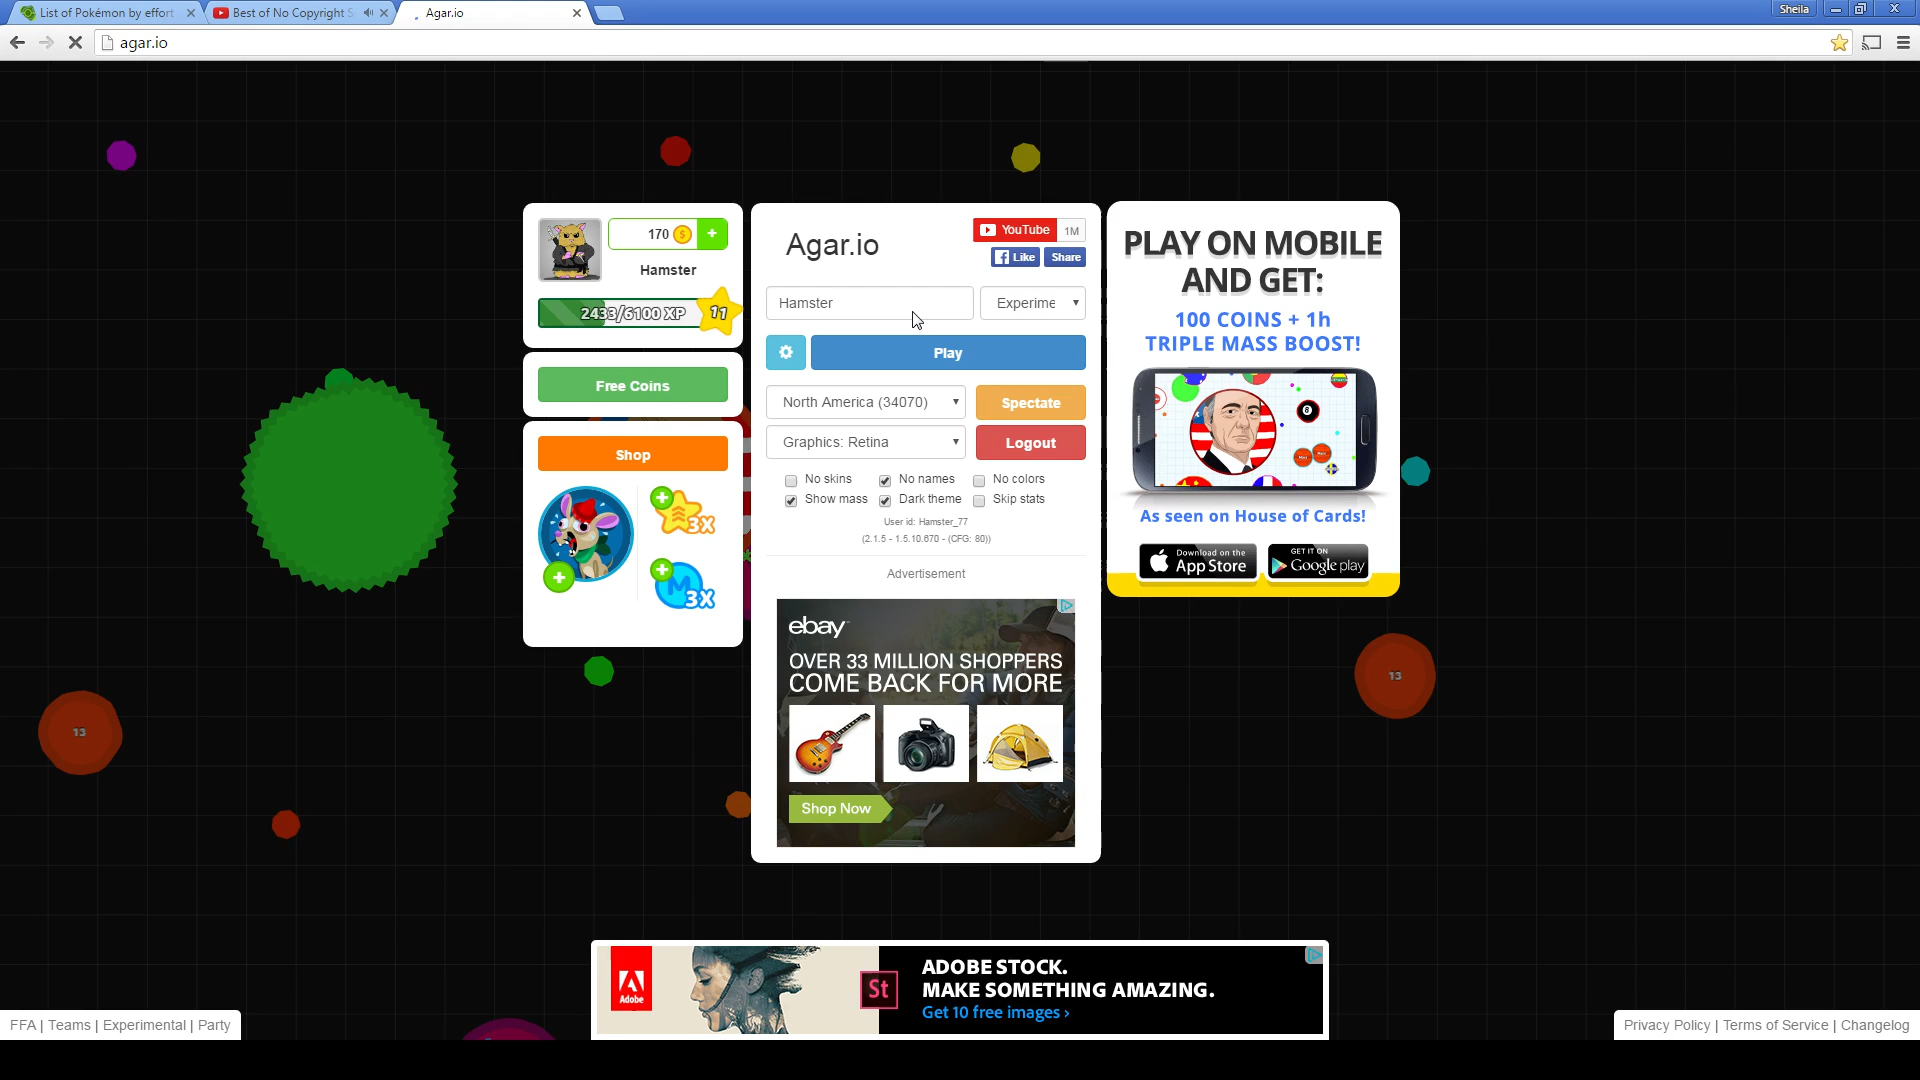 List of Pokémon by effort
Best of No Copyright S
Agar.io
Sheila
agar.io
170
Hamster
2433/6100 XP
11
Free Coins
Shop
3X
M
3X
Agar.io
YouTube
1M
Like
Share
Hamster
Experime
Play
North America (34070)
Spectate
Graphics: Retina
Logout
No skins
No names
No colors
Show mass
Dark theme
Skip stats
User id: Hamster_77
(2.1.5 - 1.5.10.670 - (CFG: 80))
Advertisement
ebay
OVER 33 MILLION SHOPPERS
COME BACK FOR MORE
Shop Now
PLAY ON MOBILE
AND GET:
100 COINS + 1h
TRIPLE MASS BOOST!
8
As seen on House of Cards!
Download on the
App Store
GET IT ON
Google play
13
13
Adobe
St
ADOBE STOCK.
MAKE SOMETHING AMAZING.
Get 10 free images ›
FFA | Teams | Experimental | Party
Privacy Policy | Terms of Service | Changelog